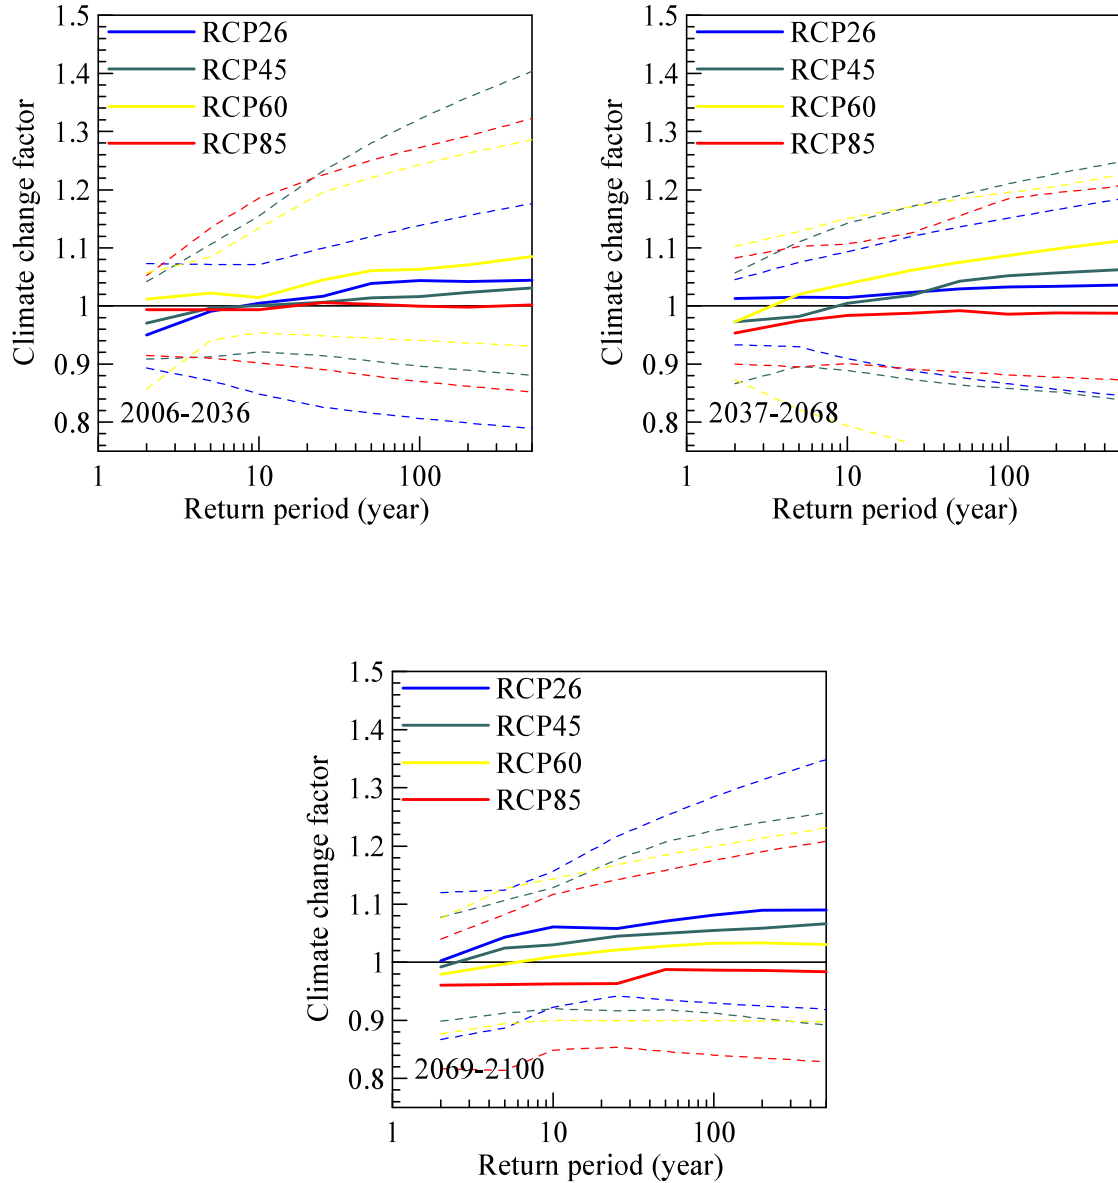 1.5
1.4
1.3
1.2
1.1
1
0.9
0.8
Climate change factor
RCP26
RCP45
RCP60
RCP85
2006-2036
1 10 100
Return period (year)
1.5
1.4
1.3
1.2
1.1
1
0.9
0.8
Climate change factor
RCP26
RCP45
RCP60
RCP85
2037-2068
1 10 100
Return period (year)
1.5
1.4
1.3
1.2
1.1
1
0.9
0.8
Climate change factor
RCP26
RCP45
RCP60
RCP85
2069-2100
1 10 100
Return period (year)